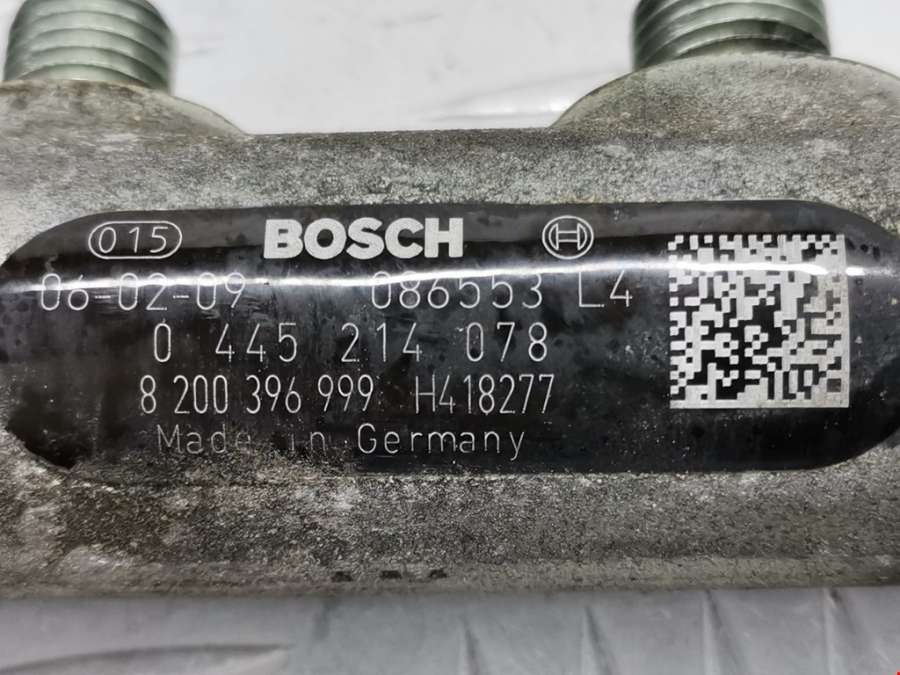 015 BOSCH
06-02-09 086553 L4
0 445 214 078
8 200 396 999 H418277
Made in Germany